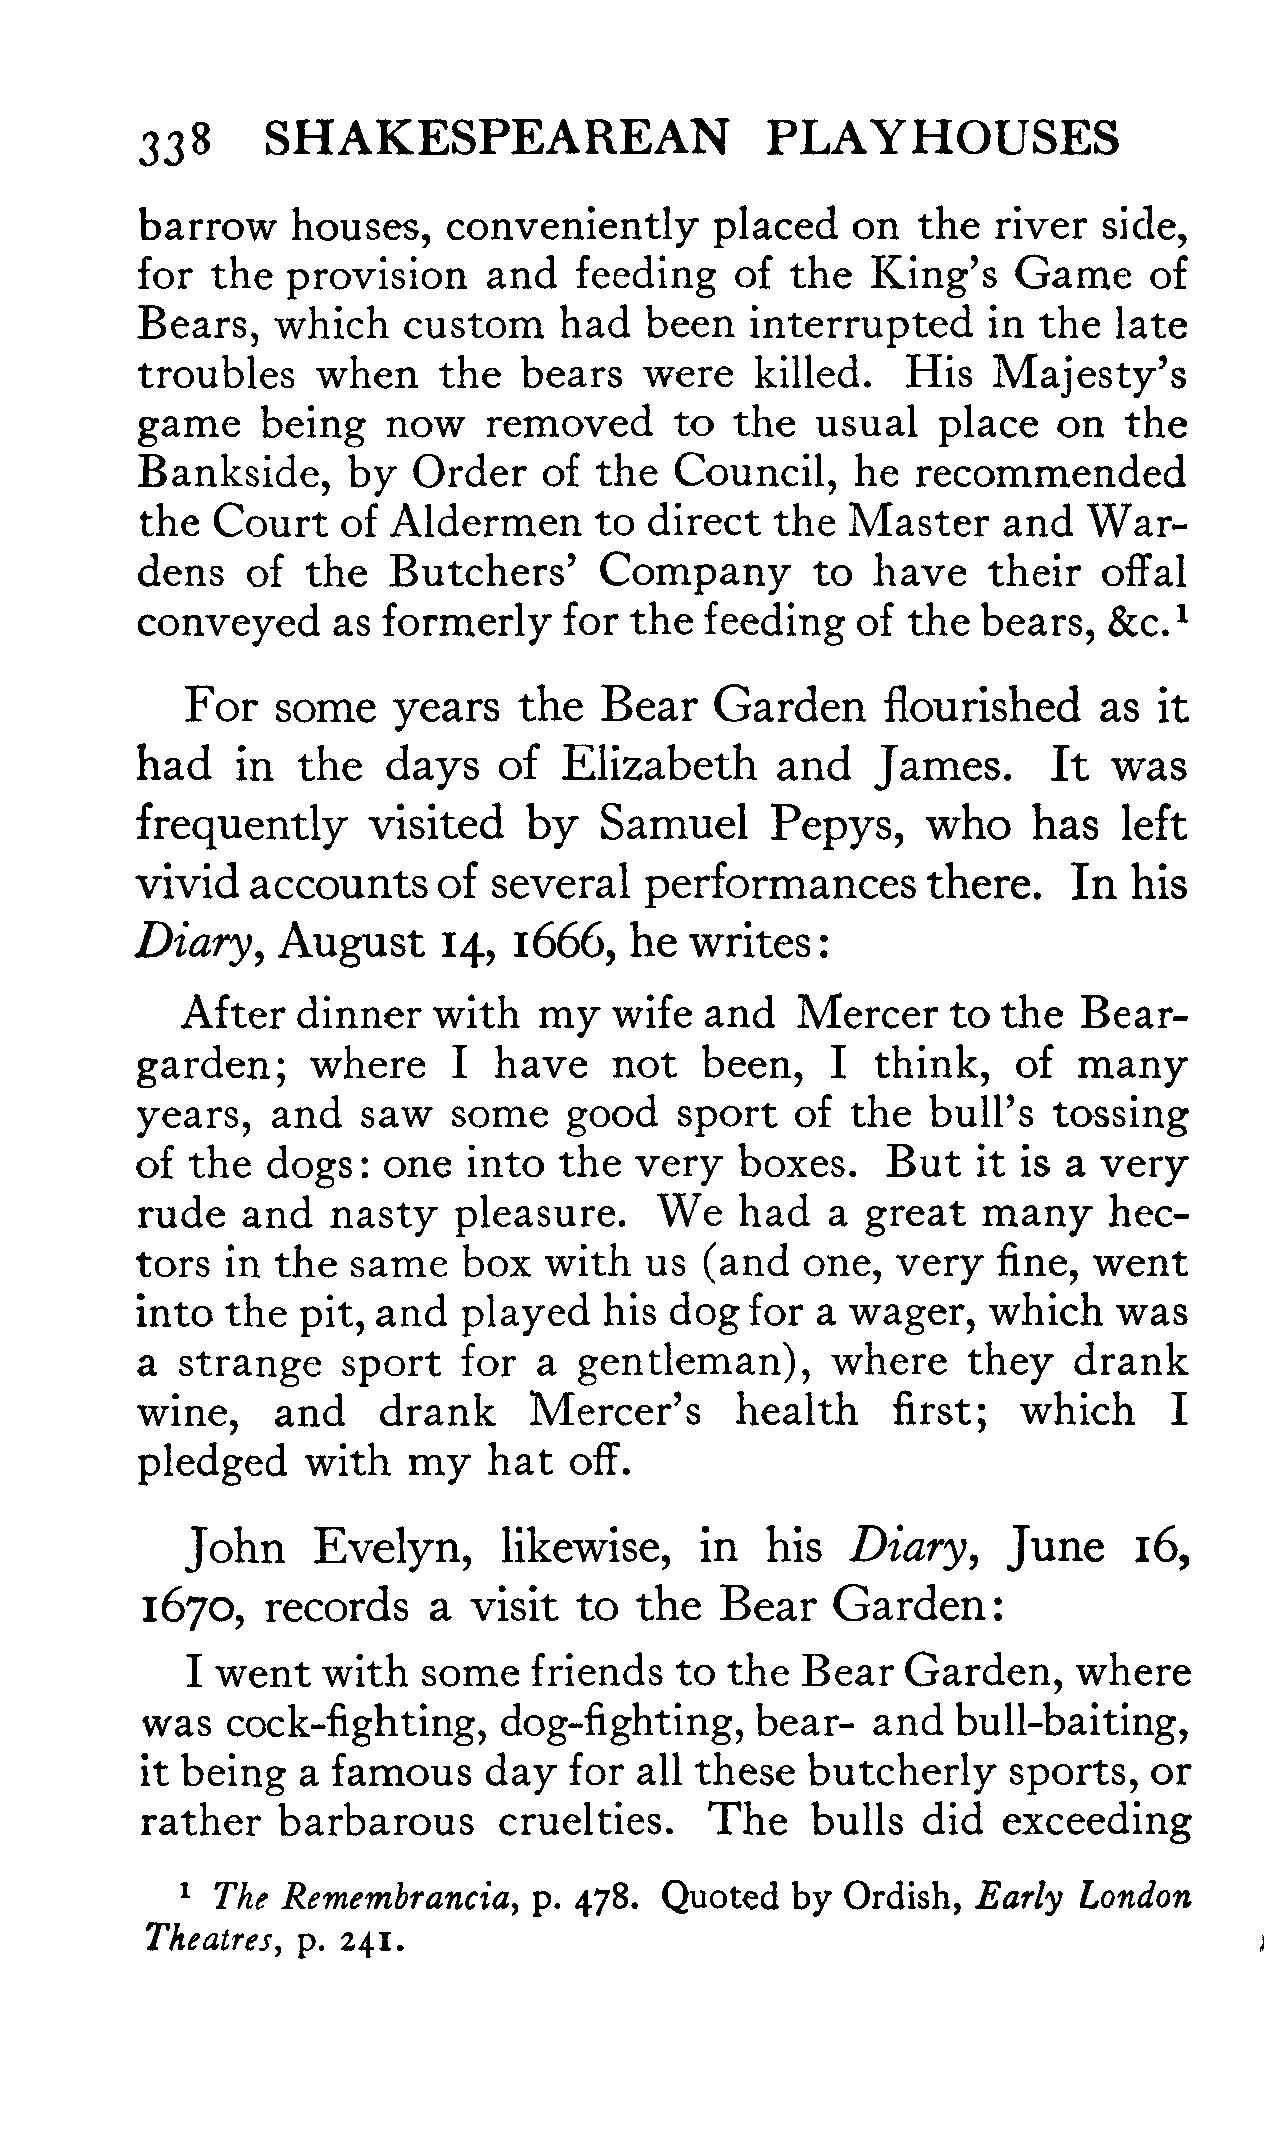 338 SHAKESPEAREAN PLAYHOUSES
barrow houses, conveniently placed on the river side,
for the provision and feeding of the King's Game of
Bears, which custom had been interrupted in the late
troubles when the bears were killed. His Majesty's
game being now removed to the usual place on the
Bankside, by Order of the Council, he recommended
the Court of Aldermen to direct the Master and War-
dens of the Butchers' Company to have their offal
conveyed as formerly for the feeding of the bears, &c.¹
For some years the Bear Garden flourished as it
had in the days of Elizabeth and James. It was
frequently visited by Samuel Pepys, who has left
vivid accounts of several performances there. In his
Diary, August 14, 1666, he writes:
After dinner with my wife and Mercer to the Bear-
garden; where I have not been, I think, of many
years, and saw some good sport of the bull's tossing
of the dogs: one into the very boxes. But it is a very
rude and nasty pleasure. We had a great many hec-
tors in the same box with us (and one, very fine, went
into the pit, and played his dog for a wager, which was
a strange sport for a gentleman), where they drank
wine, and drank Mercer's health first; which I
pledged with my hat off.
John Evelyn, likewise, in his Diary, June 16,
1670, records a visit to the Bear Garden:
I went with some friends to the Bear Garden, where
was cock-fighting, dog-fighting, bear- and bull-baiting,
it being a famous day for all these butcherly sports, or
rather barbarous cruelties. The bulls did exceeding
¹ The Remembrancia, p. 478. Quoted by Ordish, Early London
Theatres, p. 241.